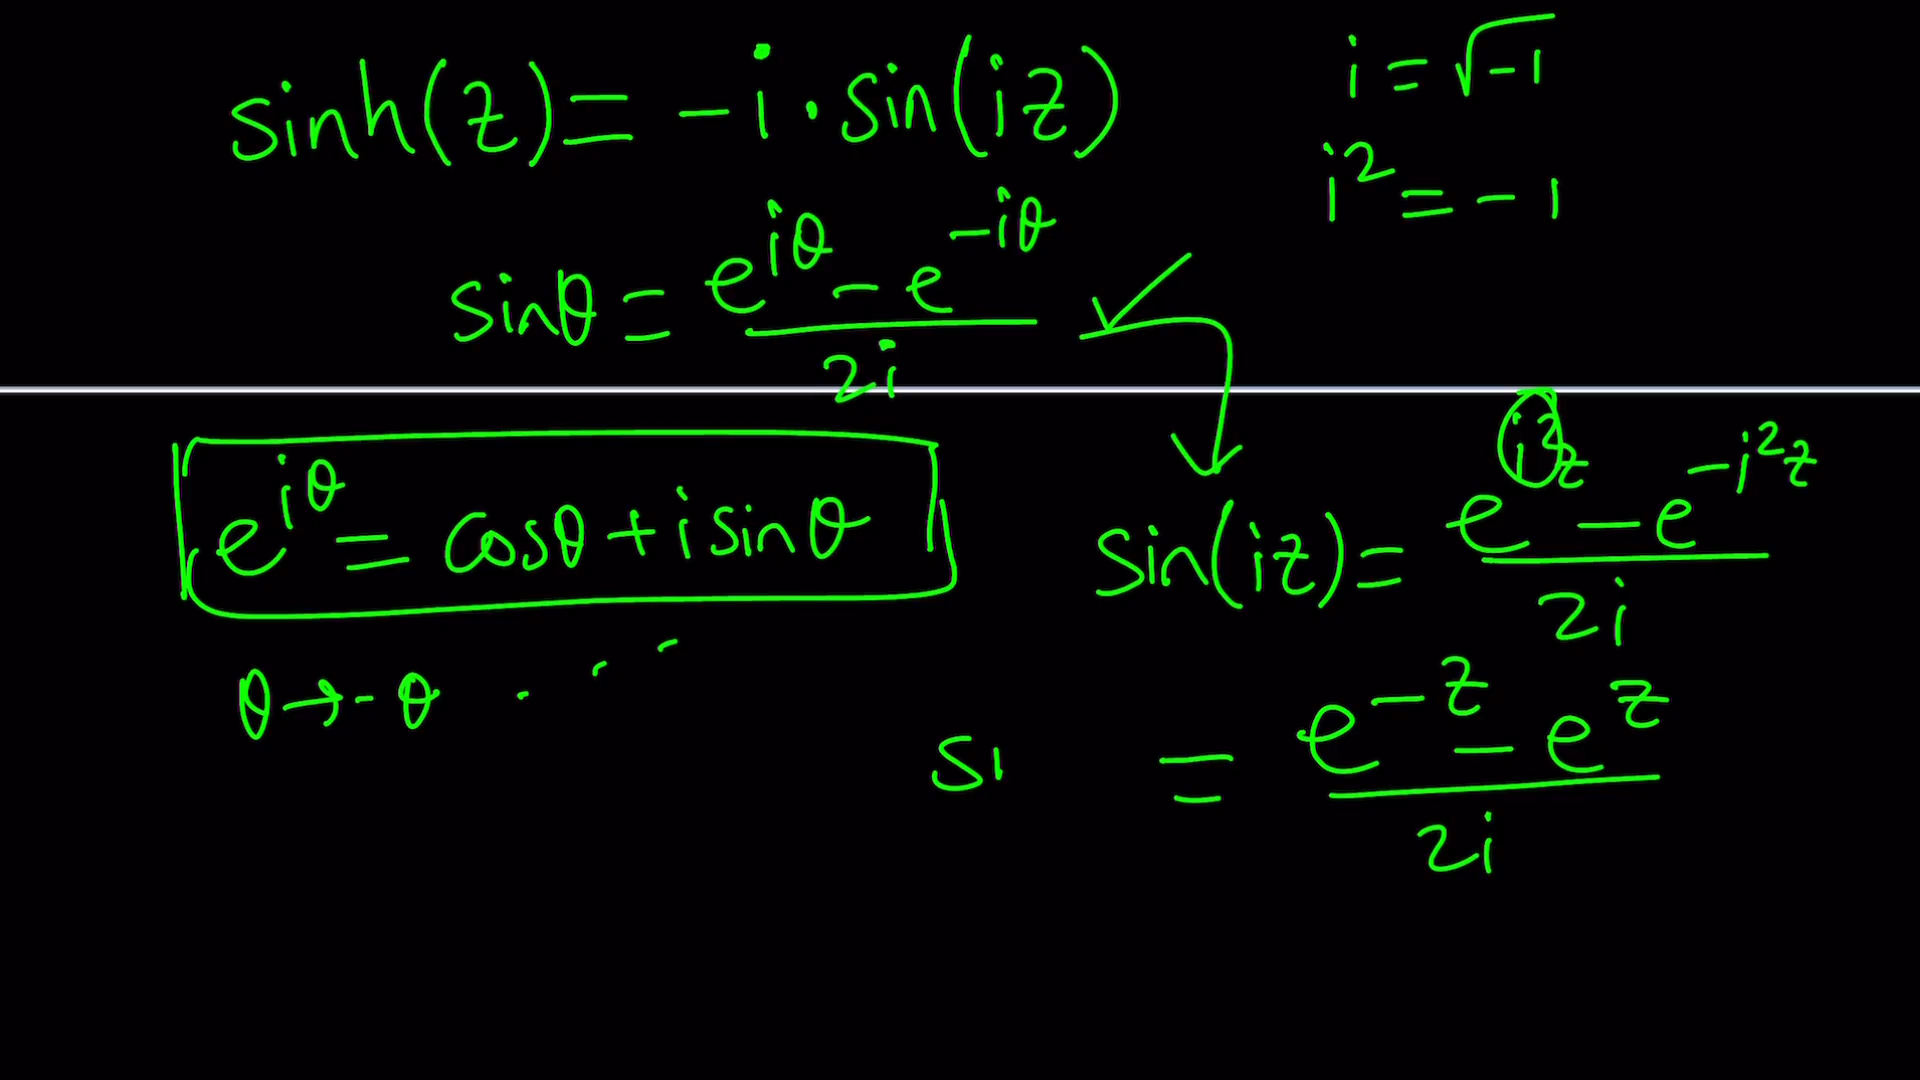 sinh(z) = -i · sin(iz)
i = √-1
i² = -1
sinθ = (e^{iθ} - e^{-iθ}) / 2i
e^{iθ} = cosθ + i sinθ
sin(iz) = (e^{i²z} - e^{-i²z}) / 2i
θ → -θ . . .
si = (e^{-z} - e^{z}) / 2i